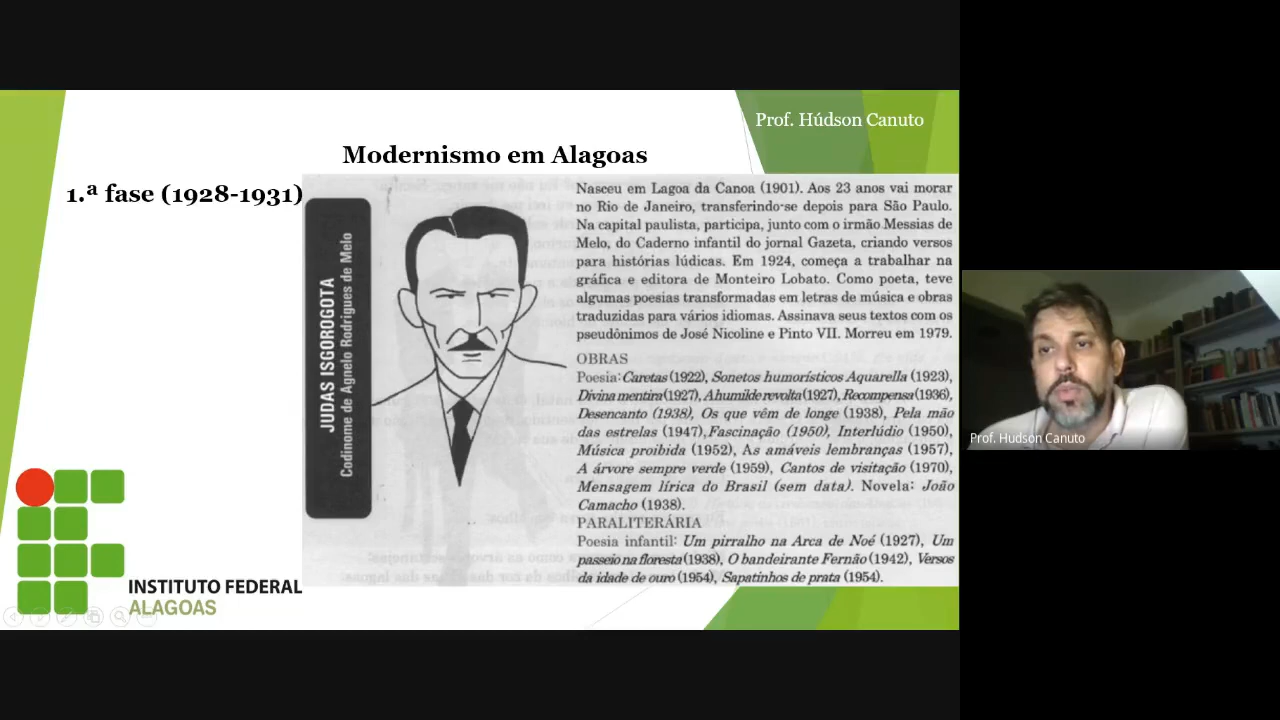 Prof. Húdson Canuto
Modernismo em Alagoas
1.ª fase (1928-1931)
JUDAS ISGOROGOTA
Codinome de Agnelo Rodrigues de Melo
Nasceu em Lagoa da Canoa (1901). Aos 23 anos vai morar
no Rio de Janeiro, transferindo-se depois para São Paulo.
Na capital paulista, participa, junto com o irmão Messias de
Melo, do Caderno infantil do jornal Gazeta, criando versos
para histórias lúdicas. Em 1924, começa a trabalhar na
gráfica e editora de Monteiro Lobato. Como poeta, teve
algumas poesias transformadas em letras de música e obras
traduzidas para vários idiomas. Assinava seus textos com os
pseudônimos de José Nicoline e Pinto VII. Morreu em 1979.
OBRAS
Poesia: Caretas (1922), Sonetos humorísticos Aquarella (1923),
Divina mentira (1927), A humilde revolta (1927), Recompensa (1936),
Desencanto (1938), Os que vêm de longe (1938), Pela mão
das estrelas (1947), Fascinação (1950), Interlúdio (1950),
Música proibida (1952), As amáveis lembranças (1957),
A árvore sempre verde (1959), Cantos de visitação (1970),
Mensagem lírica do Brasil (sem data). Novela: João
Camacho (1938).
PARALITERÁRIA
Poesia infantil: Um pirralho na Arca de Noé (1927), Um
passeio na floresta (1938), O bandeirante Fernão (1942), Versos
da idade de ouro (1954), Sapatinhos de prata (1954).
INSTITUTO FEDERAL
ALAGOAS
Prof. Hudson Canuto